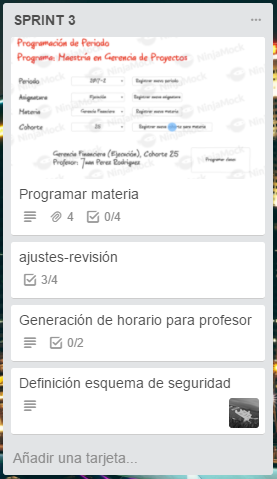 SPRINT 3
Programación de Periodo
Programa: Maestría en Gerencia de Proyectos
Periodo 2017-2 Registrar nuevo periodo
Asignatura Ejecución Registrar nueva asignatura
Materia Gerencia Financiera Registrar nueva materia
Cohorte 25 Registrar nueva cohorte para materia
Gerencia Financiera (Ejecución), Cohorte 25
Profesor: Juan Perez Rodriguez
Programar clases
Programar materia
4 0/4
ajustes-revisión
3/4
Generación de horario para profesor
0/2
Definición esquema de seguridad
Añadir una tarjeta...